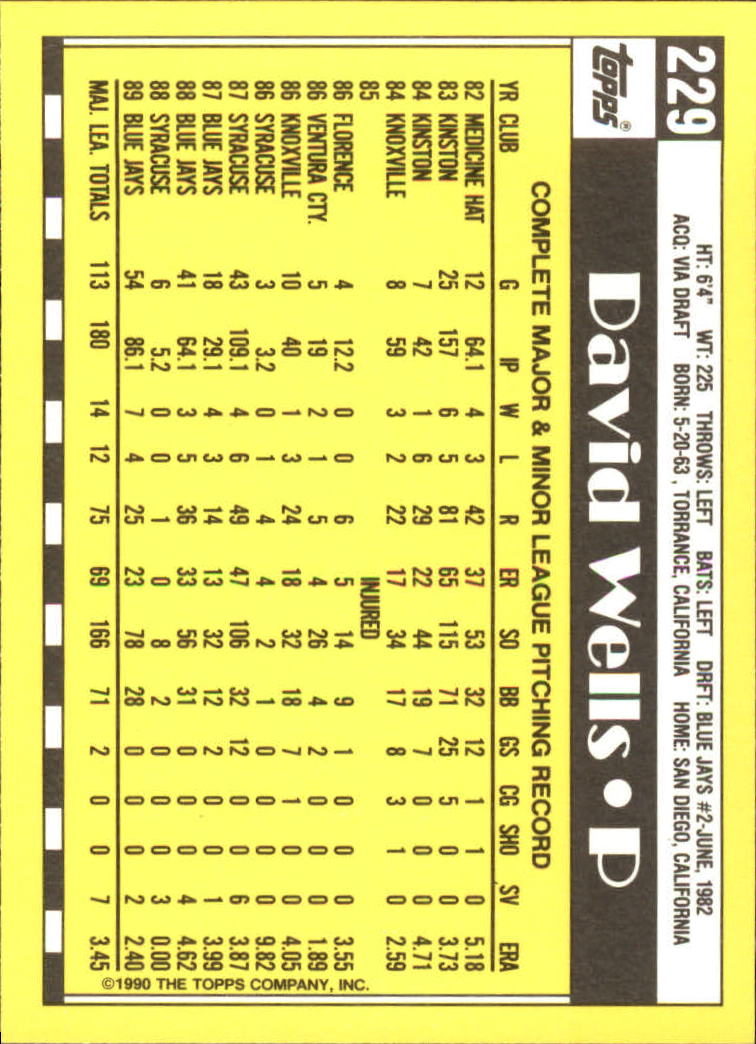 229
HT: 6'4" WT: 225 THROWS: LEFT BATS: LEFT DRFT: BLUE JAYS #2-JUNE, 1982
ACQ: VIA DRAFT BORN: 5-20-63, TORRANCE, CALIFORNIA HOME: SAN DIEGO, CALIFORNIA
topps®
David Wells • P
COMPLETE MAJOR & MINOR LEAGUE PITCHING RECORD
YR CLUB G IP W L R ER SO BB GS CG SHO SV ERA
82 MEDICINE HAT 12 64.1 4 3 42 37 53 32 12 1 1 0 5.18
83 KINSTON 25 157 6 5 81 65 115 71 25 5 0 0 3.73
84 KINSTON 7 42 1 6 29 22 44 19 7 0 0 0 4.71
84 KNOXVILLE 8 59 3 2 22 17 34 17 8 3 1 0 2.59
85 INJURED
86 FLORENCE 4 12.2 0 0 6 5 14 9 1 0 0 0 3.55
86 VENTURA CTY. 5 19 2 1 5 4 26 4 2 0 0 0 1.89
86 KNOXVILLE 10 40 1 3 24 18 32 18 7 1 0 0 4.05
86 SYRACUSE 3 3.2 0 1 4 4 2 1 0 0 0 0 9.82
87 SYRACUSE 43 109.1 4 6 49 47 106 32 12 0 0 6 3.87
87 BLUE JAYS 18 29.1 4 3 14 13 32 12 2 0 0 1 3.99
88 BLUE JAYS 41 64.1 3 5 36 33 56 31 0 0 0 4 4.62
88 SYRACUSE 6 5.2 0 0 1 0 8 2 0 0 0 3 0.00
89 BLUE JAYS 54 86.1 7 4 25 23 78 28 0 0 0 2 2.40
MAJ. LEA. TOTALS 113 180 14 12 75 69 166 71 2 0 0 7 3.45
©1990 THE TOPPS COMPANY, INC.